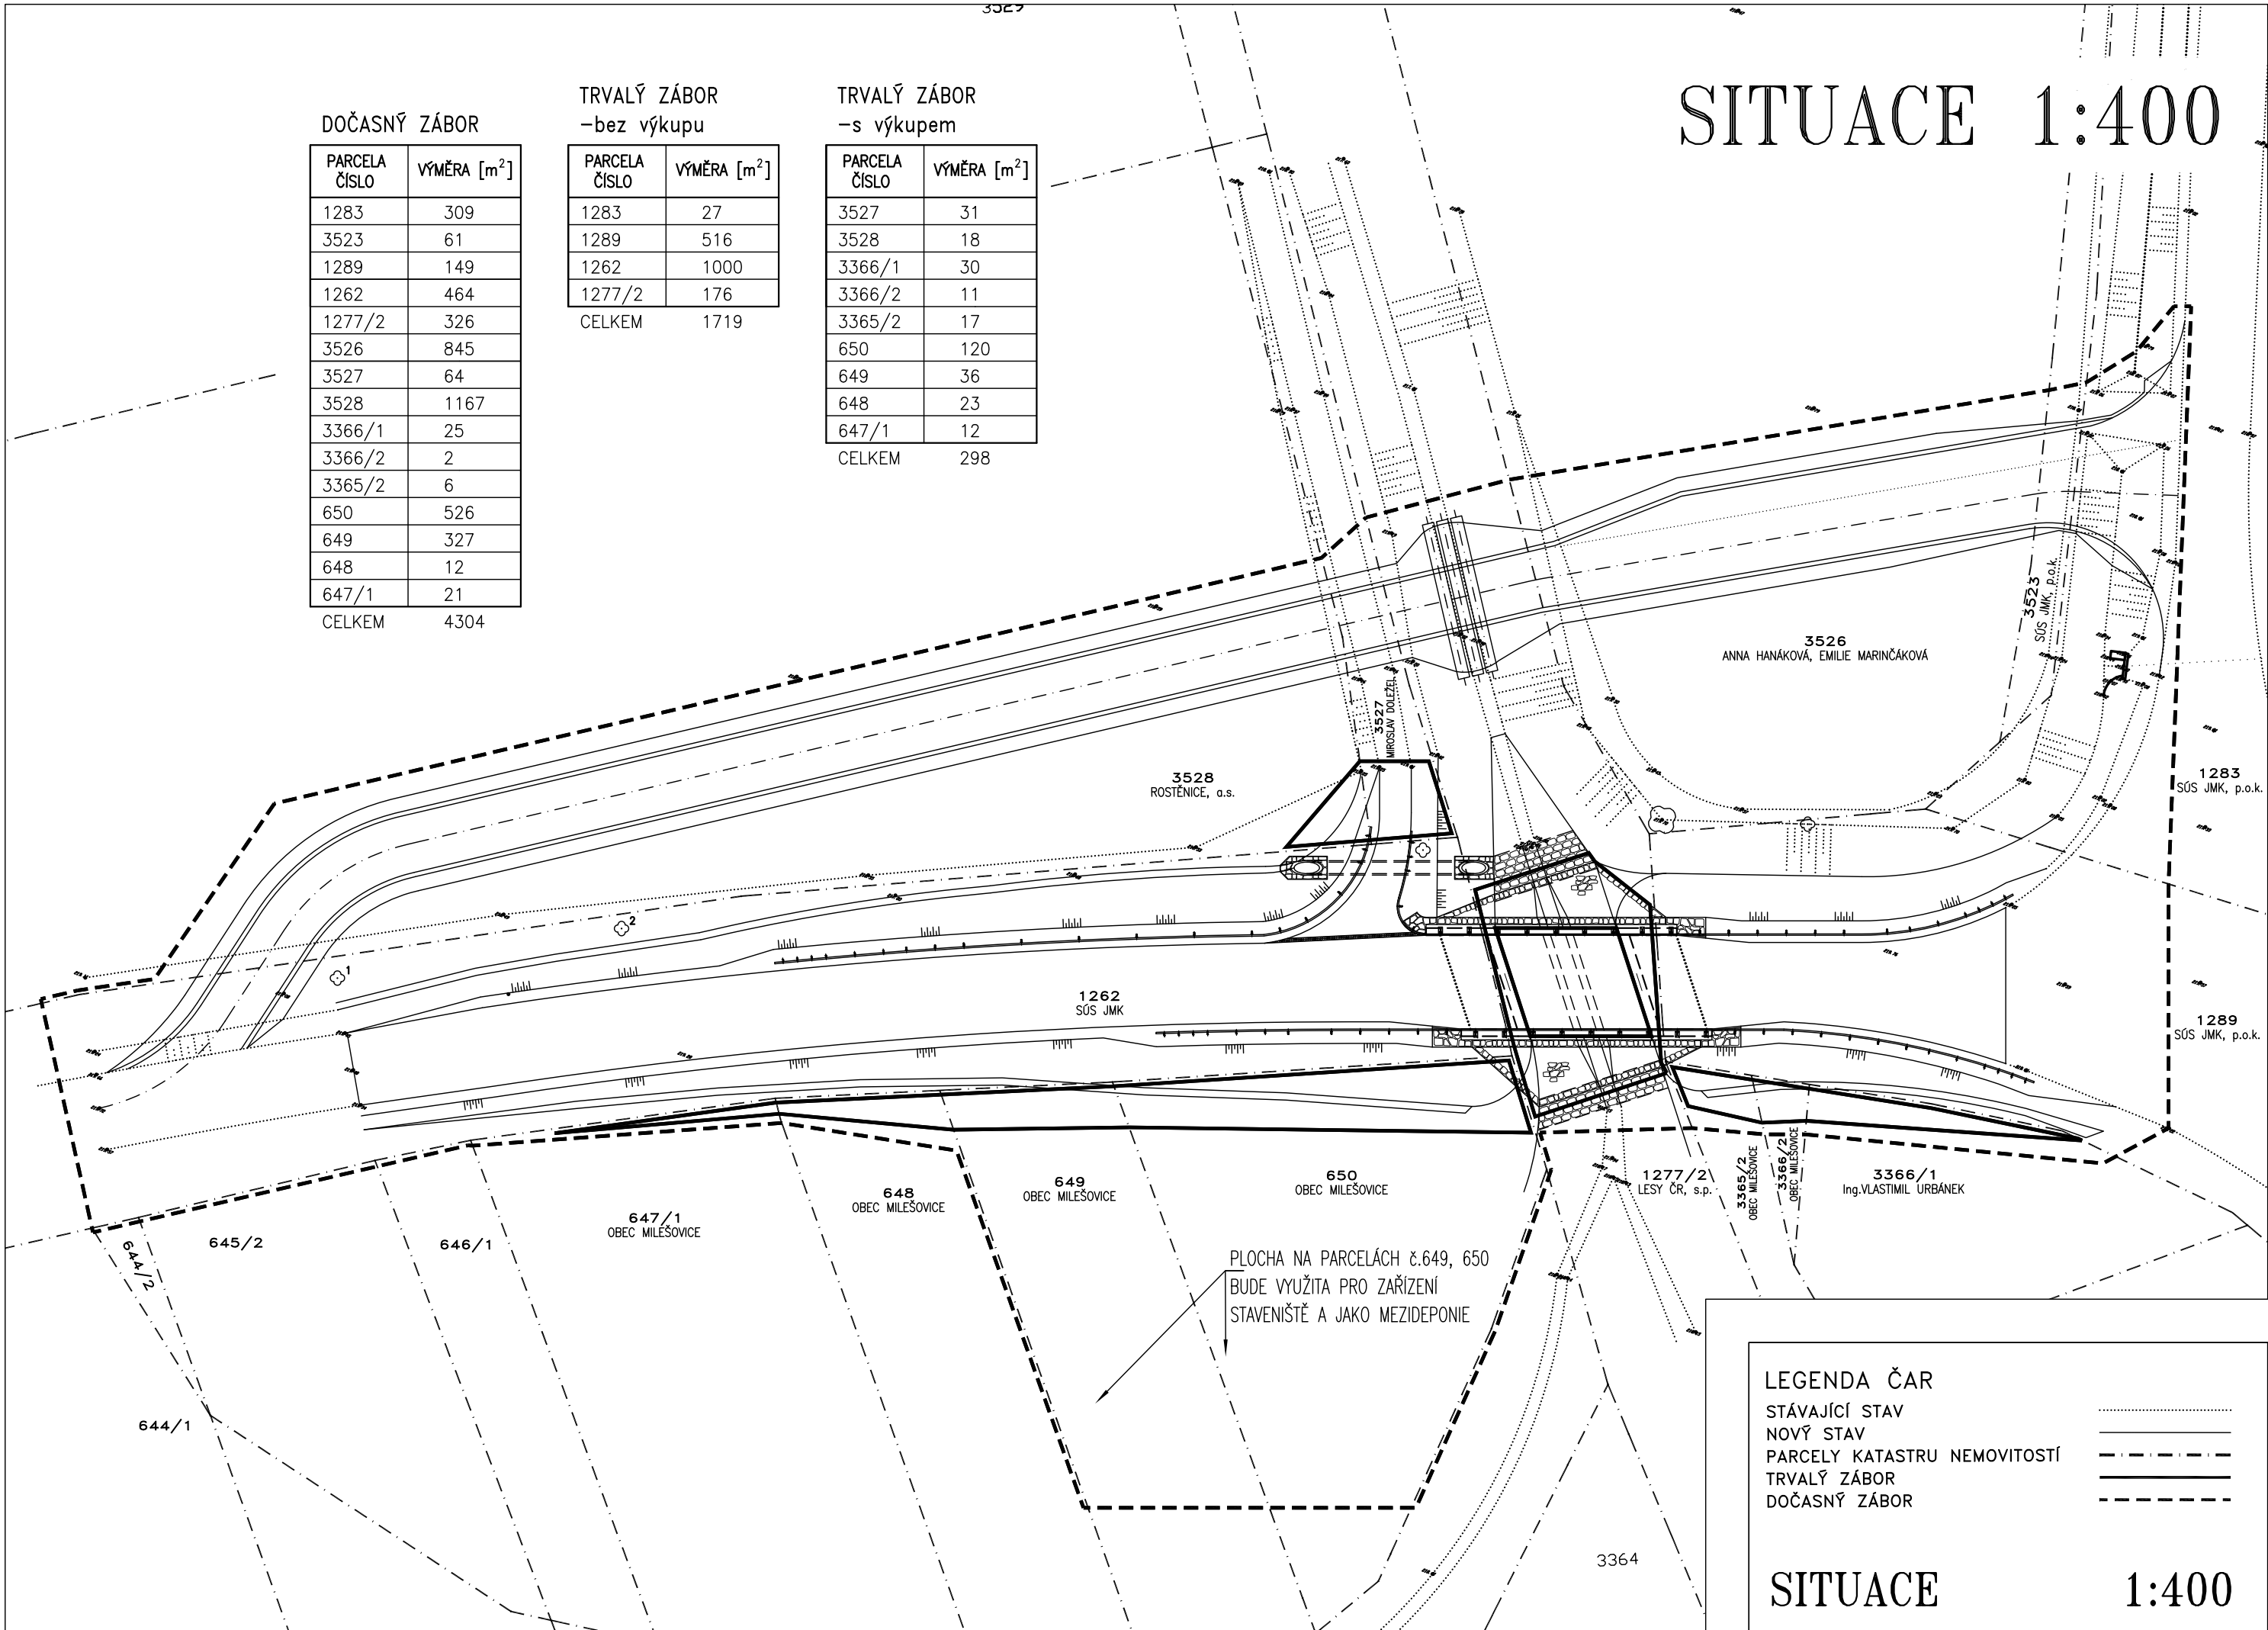 SITUACE 1:400
DOČASNÝ ZÁBOR
PARCELA ČÍSLO VÝMĚRA [m²]
1283 309
3523 61
1289 149
1262 464
1277/2 326
3526 845
3527 64
3528 1167
3366/1 25
3366/2 2
3365/2 6
650 526
649 327
648 12
647/1 21
CELKEM 4304
TRVALÝ ZÁBOR
-bez výkupu
PARCELA ČÍSLO VÝMĚRA [m²]
1283 27
1289 516
1262 1000
1277/2 176
CELKEM 1719
TRVALÝ ZÁBOR
-s výkupem
PARCELA ČÍSLO VÝMĚRA [m²]
3527 31
3528 18
3366/1 30
3366/2 11
3365/2 17
650 120
649 36
648 23
647/1 12
CELKEM 298
3529
3523
SÚS JMK, p.o.k.
3526
ANNA HANÁKOVÁ, EMILIE MARINČÁKOVÁ
3527
MIROSLAV DOLEŽEL
3528
ROSTĚNICE, a.s.
1283
SÚS JMK, p.o.k.
2
1
1262
SÚS JMK
1289
SÚS JMK, p.o.k.
644/2
645/2
646/1
647/1
OBEC MILEŠOVICE
648
OBEC MILEŠOVICE
649
OBEC MILEŠOVICE
650
OBEC MILEŠOVICE
1277/2
LESY ČR, s.p.
3365/2
OBEC MILEŠOVICE
3366/2
OBEC MILEŠOVICE
3366/1
Ing.VLASTIMIL URBÁNEK
PLOCHA NA PARCELÁCH č.649, 650
BUDE VYUŽITA PRO ZAŘÍZENÍ
STAVENIŠTĚ A JAKO MEZIDEPONIE
644/1
3364
LEGENDA ČAR
STÁVAJÍCÍ STAV
NOVÝ STAV
PARCELY KATASTRU NEMOVITOSTÍ
TRVALÝ ZÁBOR
DOČASNÝ ZÁBOR
SITUACE 1:400